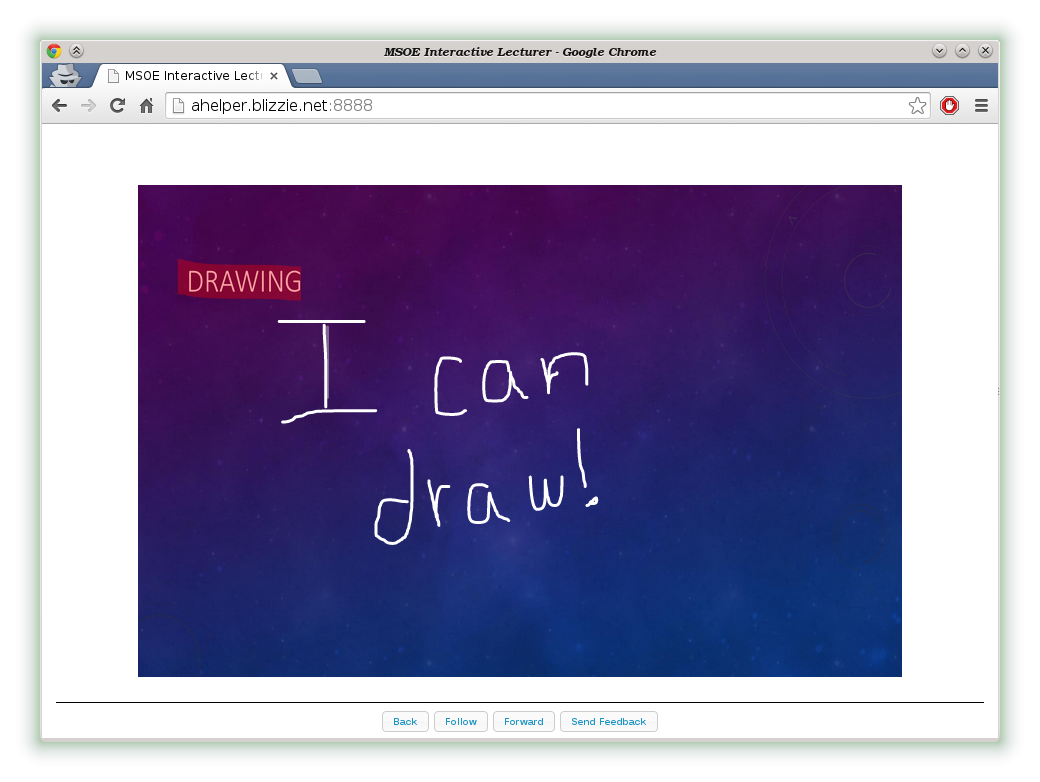 MSOE Interactive Lecturer - Google Chrome
MSOE Interactive Lect
ahelper.blizzie.net:8888
DRAWING
I can
draw!
Back Follow Forward Send Feedback